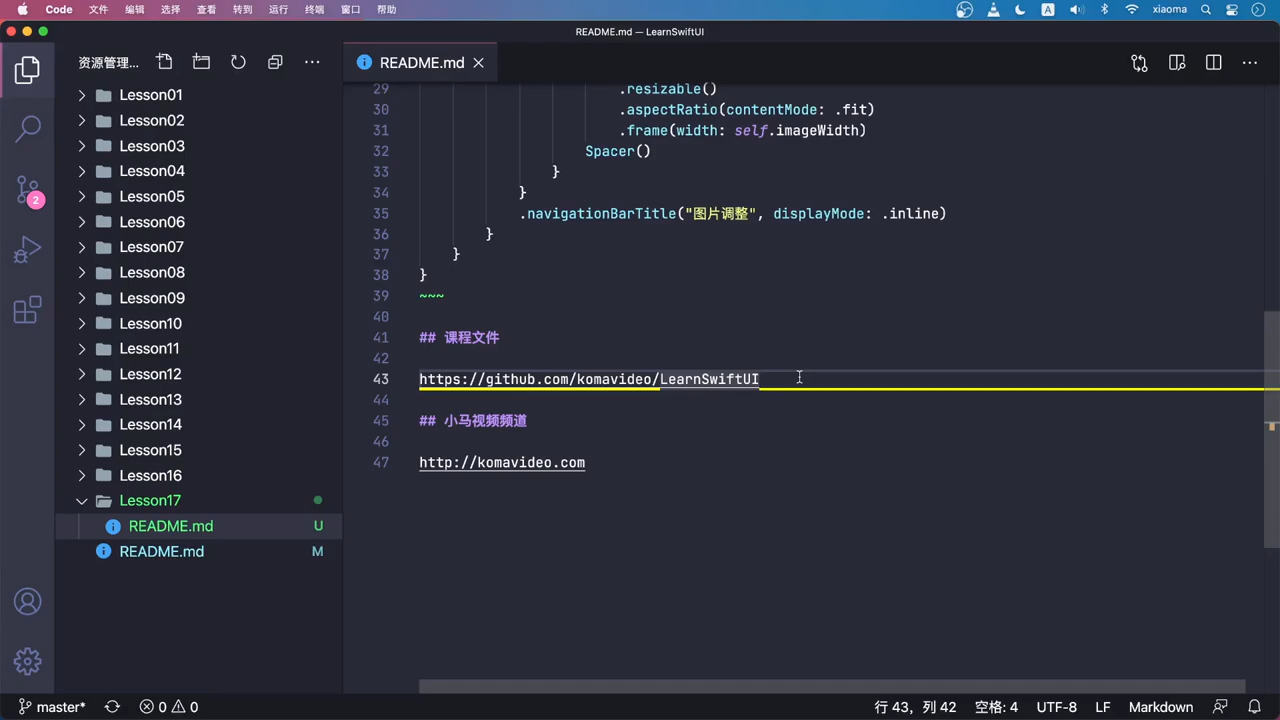 Code 文件 编辑 选择 查看 转到 运行 终端 窗口 帮助 A xiaoma
README.md — LearnSwiftUI
资源管理... ···
README.md
Lesson01
Lesson02
Lesson03
Lesson04
Lesson05
Lesson06
Lesson07
Lesson08
Lesson09
Lesson10
Lesson11
Lesson12
Lesson13
Lesson14
Lesson15
Lesson16
Lesson17
README.md U
README.md M
2
29 .resizable()
30 .aspectRatio(contentMode: .fit)
31 .frame(width: self.imageWidth)
32 Spacer()
33 }
34 }
35 .navigationBarTitle("图片调整", displayMode: .inline)
36 }
37 }
38 }
39 ~~~
40
41 ## 课程文件
42
43 https://github.com/komavideo/LearnSwiftUI
44
45 ## 小马视频频道
46
47 http://komavideo.com
master* 0 0 行 43，列 42 空格: 4 UTF-8 LF Markdown